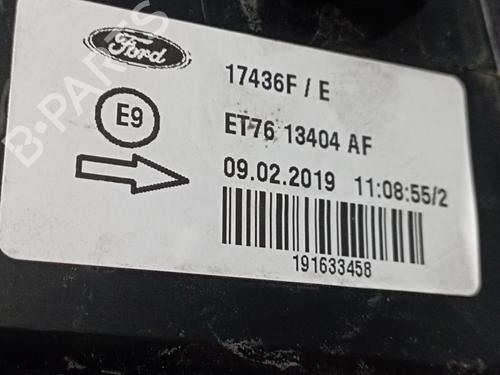 Ford
17436F / E
E9
ET76 13404 AF
09.02.2019 11:08:55/2
191633458
B-PARTS